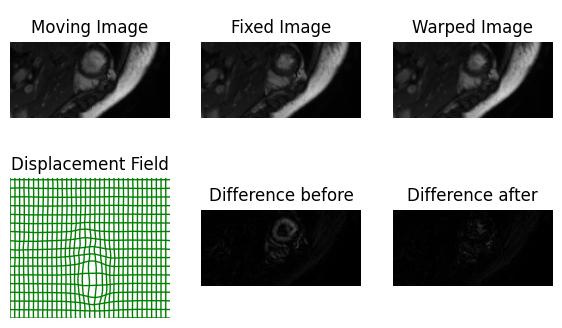 Moving Image
Fixed Image
Warped Image
Displacement Field
Difference before
Difference after